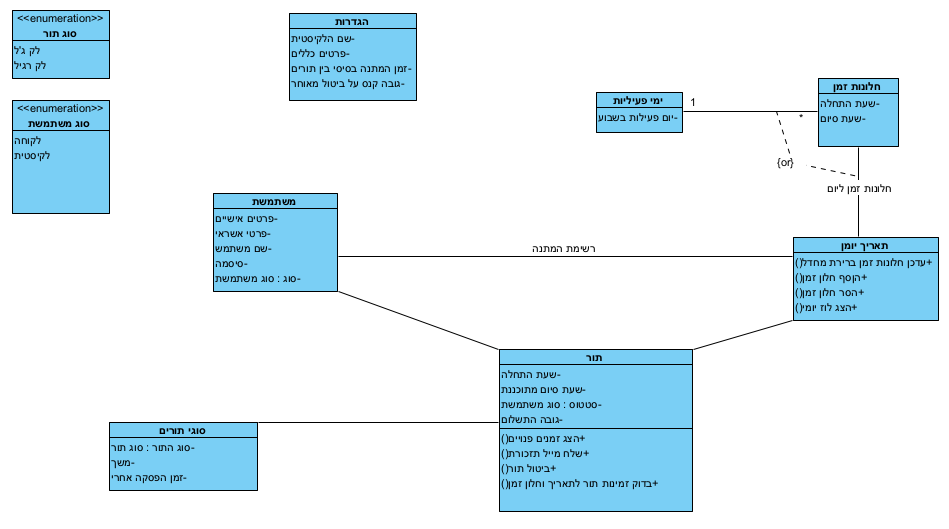 <<enumeration>>
סוג תור
לק ג'ל
לק רגיל
<<enumeration>>
סוג משתמשת
לקוחה
לקיסטית
הגדרות
-שם הלקיסטית
-פרטים כללים
-זמן המתנה בסיסי בין תורים
-גובה קנס על ביטול מאוחר
ימי פעיליות
-יום פעילות בשבוע
1
*
חלונות זמן
-שעת התחלה
-שעת סיום
{or}
חלונות זמן ליום
משתמשת
-פרטים אישיים
-פרטי אשראי
-שם משתמש
-סיסמה
-סוג : סוג משתמשת
רשימת המתנה
תאריך יומן
+עדכן חלונות זמן ברירת מחדל()
+הוסף חלון זמן()
+הסר חלון זמן()
+הצג לוז יומי()
תור
-שעת התחלה
-שעת סיום מתוכננת
-סטטוס : סוג משתמשת
-גובה התשלום
+הצג זמנים פנויים()
+שלח מייל תזכורת()
+ביטול תור()
+בדוק זמינות תור לתאריך וחלון זמן()
סוגי תורים
-סוג התור : סוג תור
-משך
-זמן הפסקה אחרי